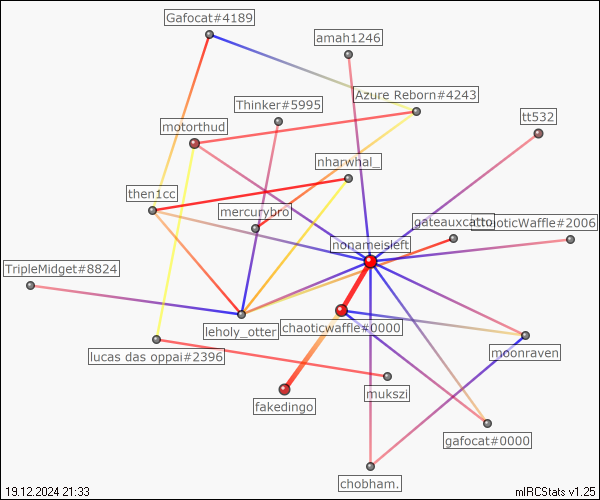 Gafocat#4189
amah1246
Azure Reborn#4243
Thinker#5995
tt532
motorthud
nharwhal_
then1cc
mercurybro
gateauxcatto
ChaoticWaffle#2006
nonameisleft
TripleMidget#8824
leholy_otter
chaoticwaffle#0000
moonraven
lucas das oppai#2396
mukszi
fakedingo
gafocat#0000
chobham.
19.12.2024 21:33
mIRCStats v1.25